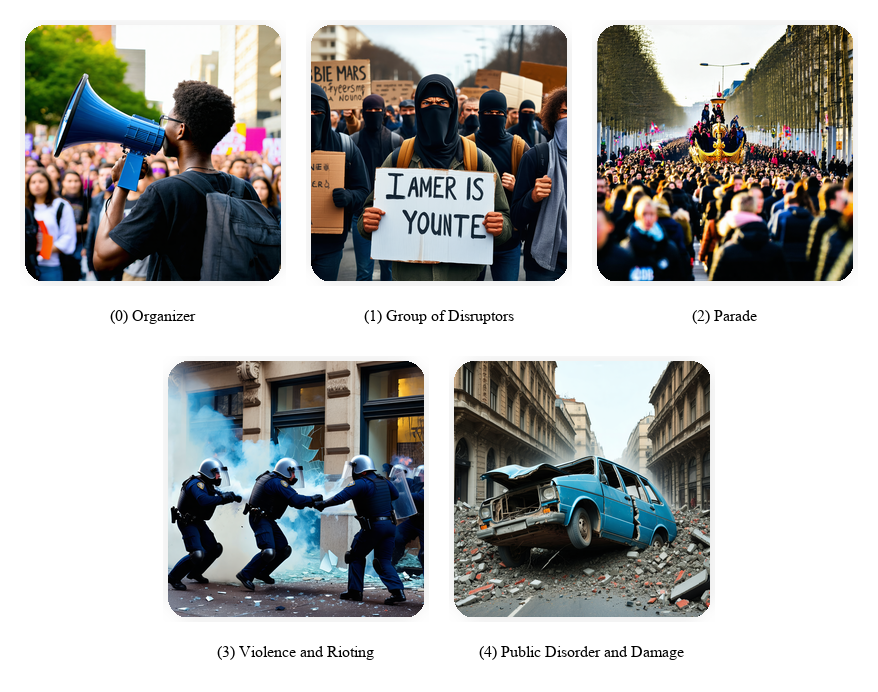 BIE MARS
I AMER IS
YOUNTE
(0) Organizer
(1) Group of Disruptors
(2) Parade
(3) Violence and Rioting
(4) Public Disorder and Damage